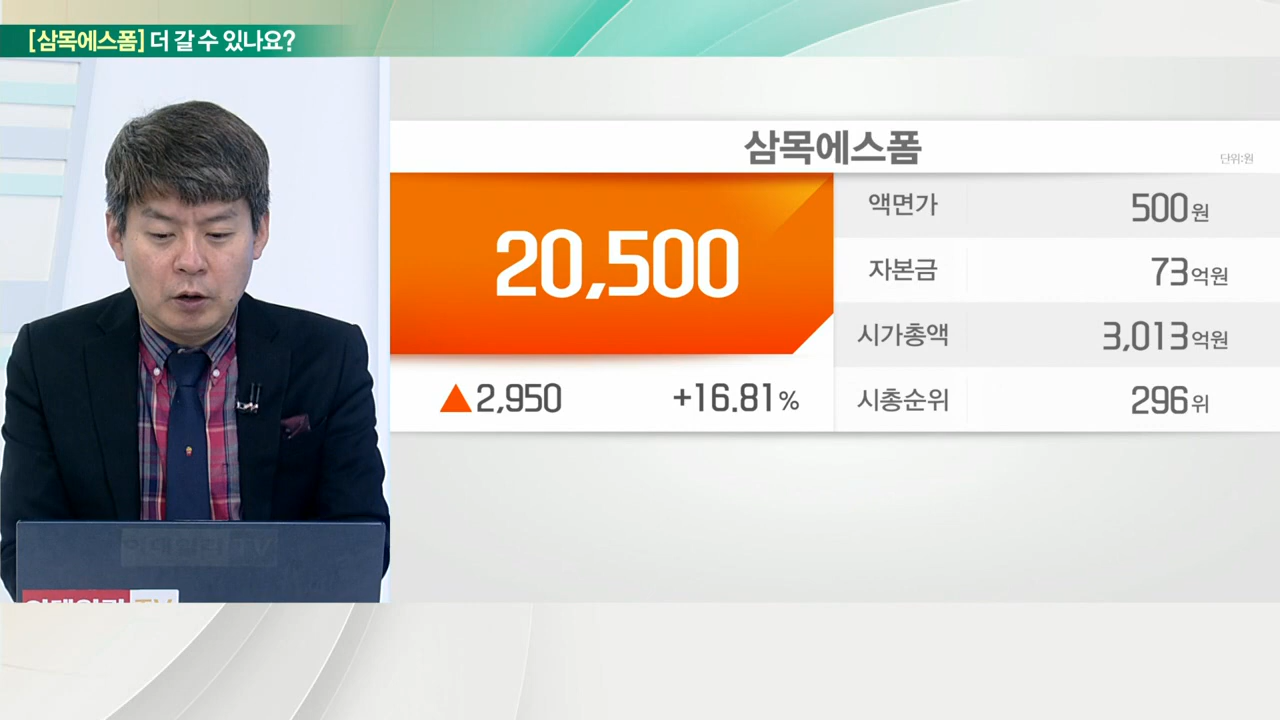 [삼목에스폼] 더 갈 수 있나요?
삼목에스폼
단위:원
20,500
▲2,950 +16.81%
액면가 500원
자본금 73억원
시가총액 3,013억원
시총순위 296위